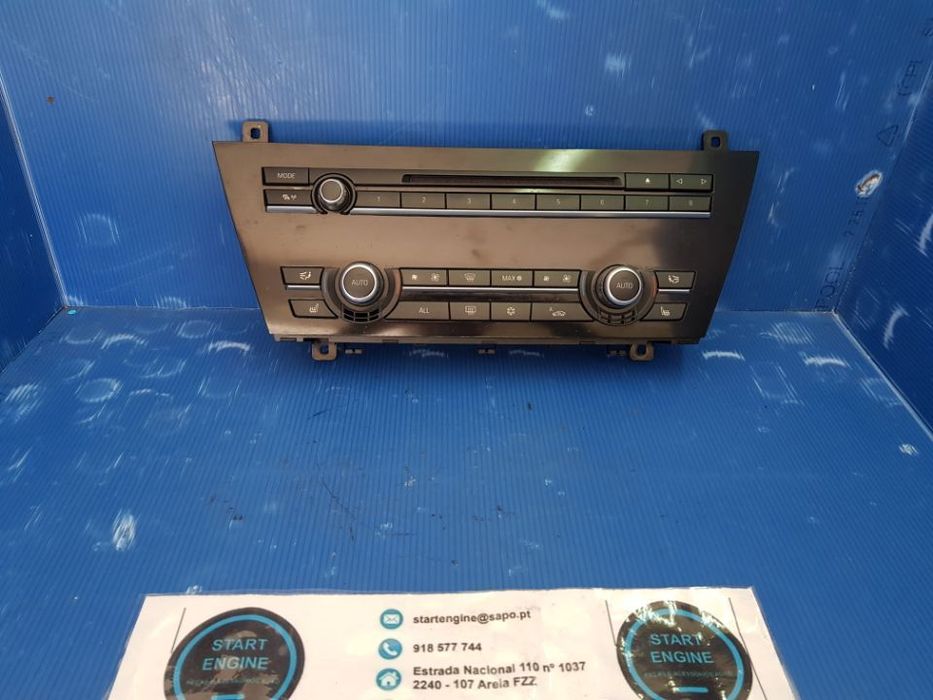 MODE
1 2 3 4 5 6 7 8
AUTO
MAX
AUTO
ALL
START
ENGINE
startengine@sapo.pt
918 577 744
Estrada Nacional 110 nº 1037
2240 - 107 Areia FZZ
START
ENGINE